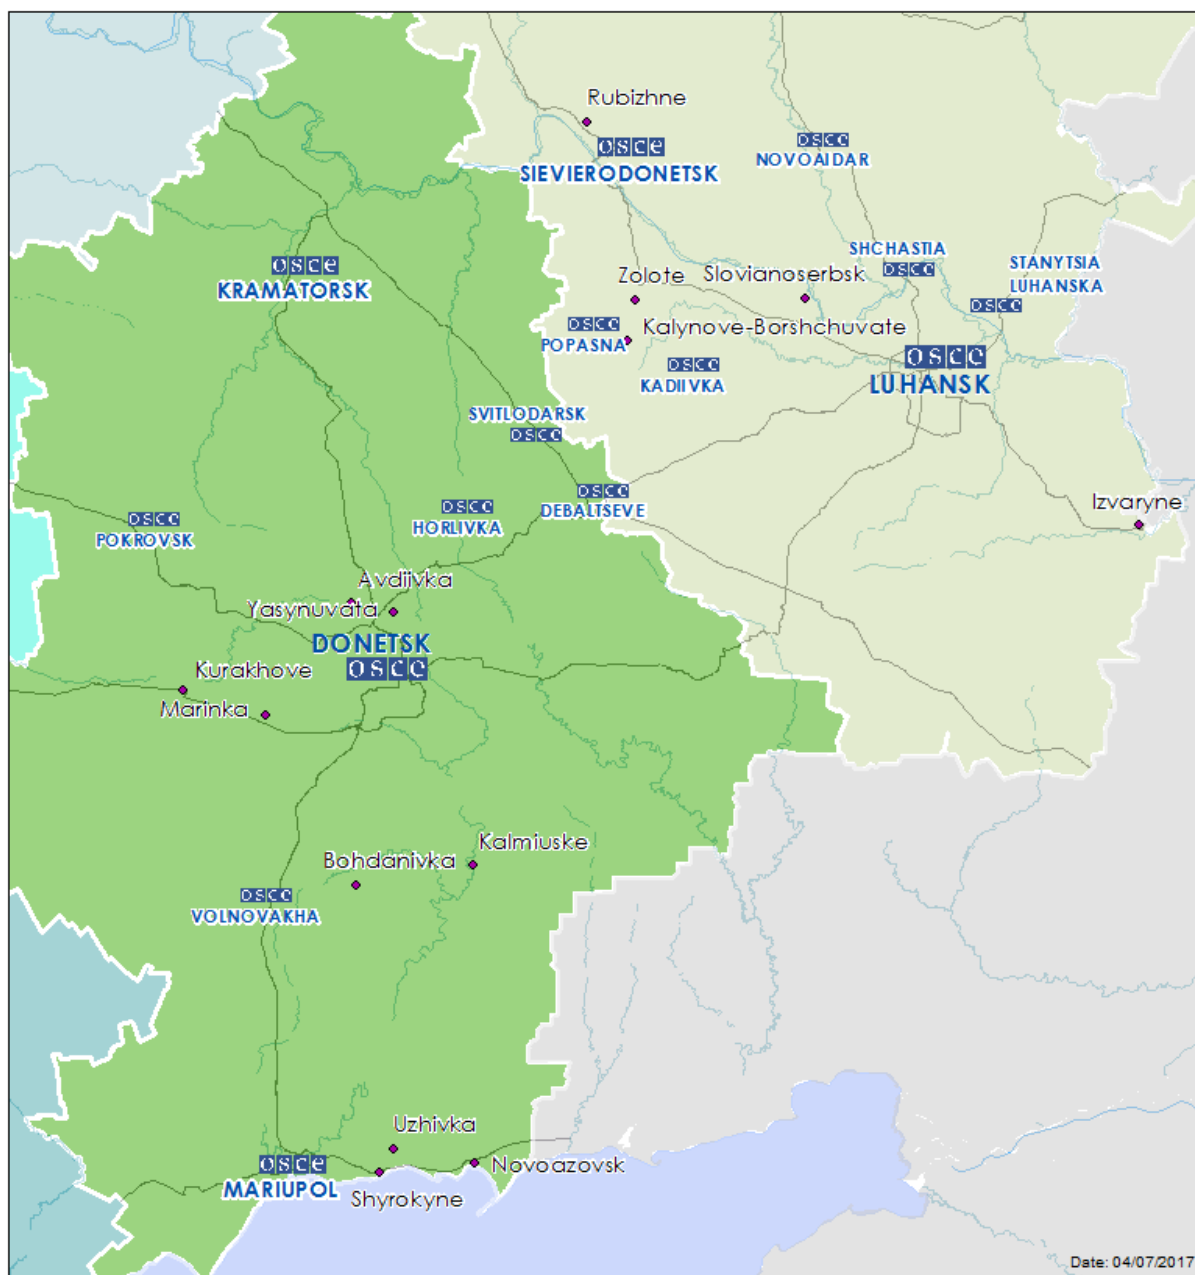 Rubizhne
osce
SIEVIERODONETSK
osce
NOVOAIDAR
SHCHASTIA
osce
STANYTSIA
LUHANSKA
osce
osce
KRAMATORSK
Zolote
Slovianoserbsk
osce
POPASNA
Kalynove-Borshchuvate
osce
KADIIVKA
osce
LUHANSK
SVITLODARSK
osce
osce
DEBALTSEVE
osce
HORLIVKA
osce
POKROVSK
Izvaryne
Avdiivka
Yasynuvata
DONETSK
osce
Kurakhove
Marinka
Kalmiuske
Bohdanivka
osce
VOLNOVAKHA
Uzhivka
osce
MARIUPOL
Novoazovsk
Shyrokyne
Date: 04/07/2017